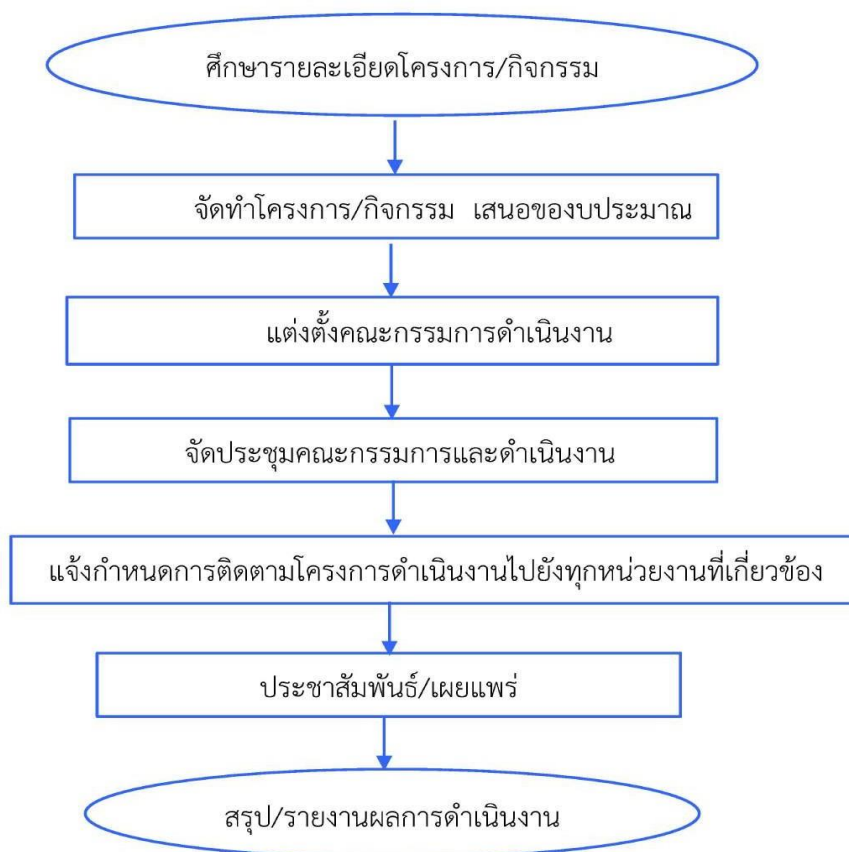 ศึกษารายละเอียดโครงการ/กิจกรรม
จัดทำโครงการ/กิจกรรม เสนอของบประมาณ
แต่งตั้งคณะกรรมการดำเนินงาน
จัดประชุมคณะกรรมการและดำเนินงาน
แจ้งกำหนดการติดตามโครงการดำเนินงานไปยังทุกหน่วยงานที่เกี่ยวข้อง
ประชาสัมพันธ์/เผยแพร่
สรุป/รายงานผลการดำเนินงาน